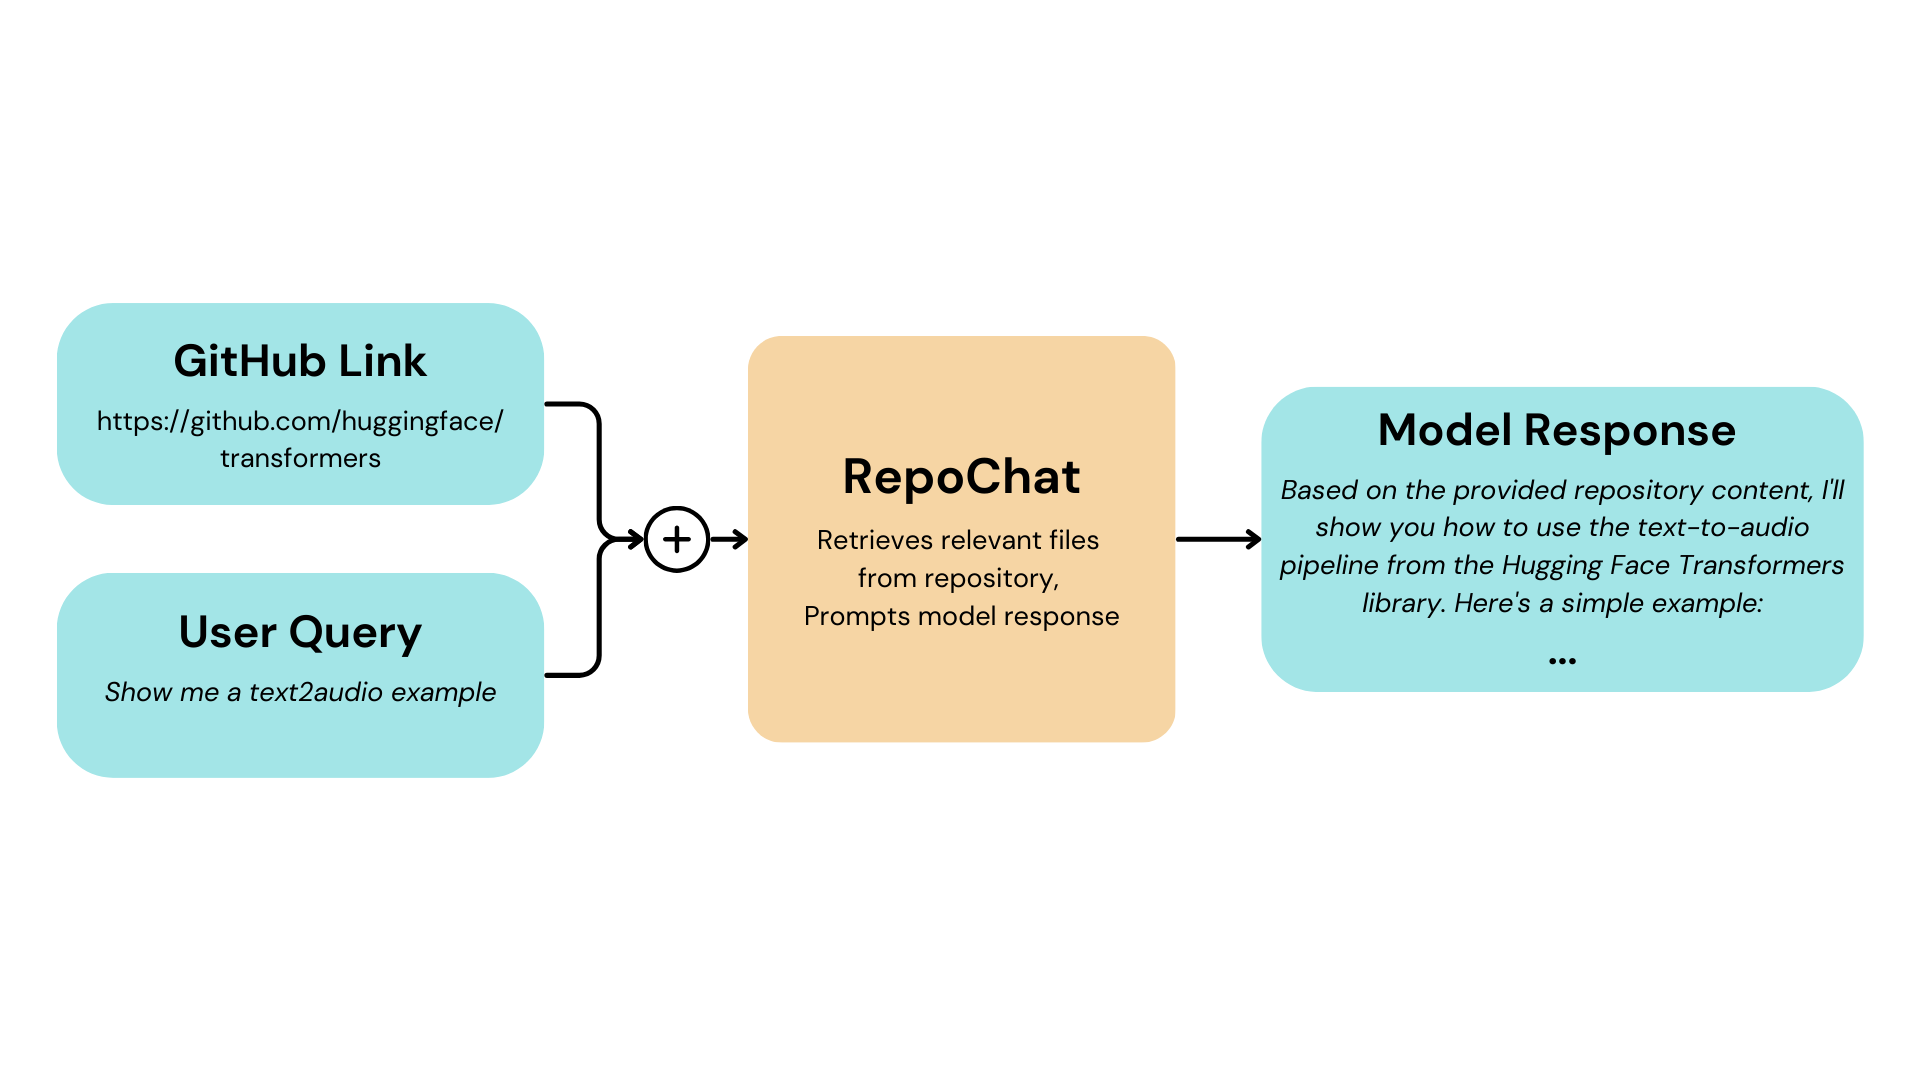 GitHub Link
https://github.com/huggingface/
transformers
User Query
Show me a text2audio example
RepoChat
Retrieves relevant files
from repository,
Prompts model response
Model Response
Based on the provided repository content, I'll
show you how to use the text-to-audio
pipeline from the Hugging Face Transformers
library. Here's a simple example:
...